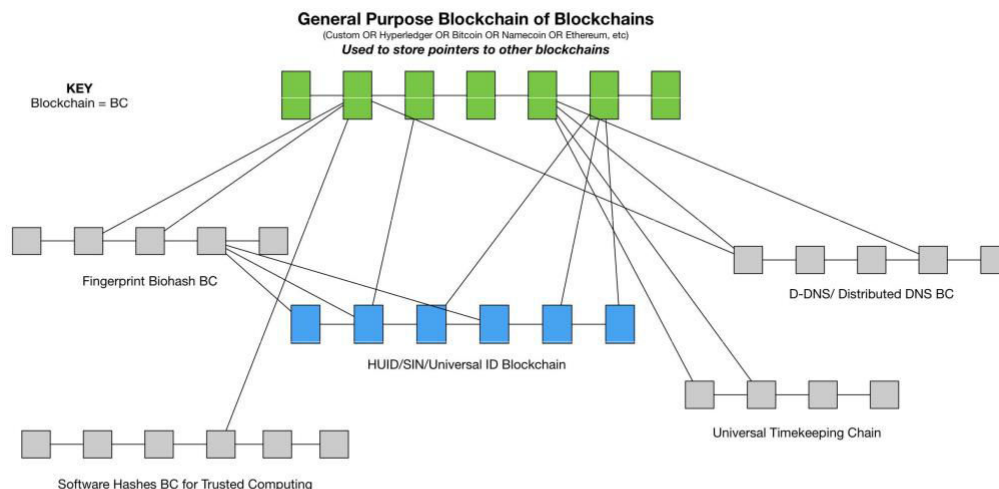 General Purpose Blockchain of Blockchains
(Custom OR Hyperledger OR Bitcoin OR Namecoin OR Ethereum, etc)
Used to store pointers to other blockchains
KEY
Blockchain = BC
Fingerprint Biohash BC
D-DNS/ Distributed DNS BC
HUID/SIN/Universal ID Blockchain
Universal Timekeeping Chain
Software Hashes BC for Trusted Computing